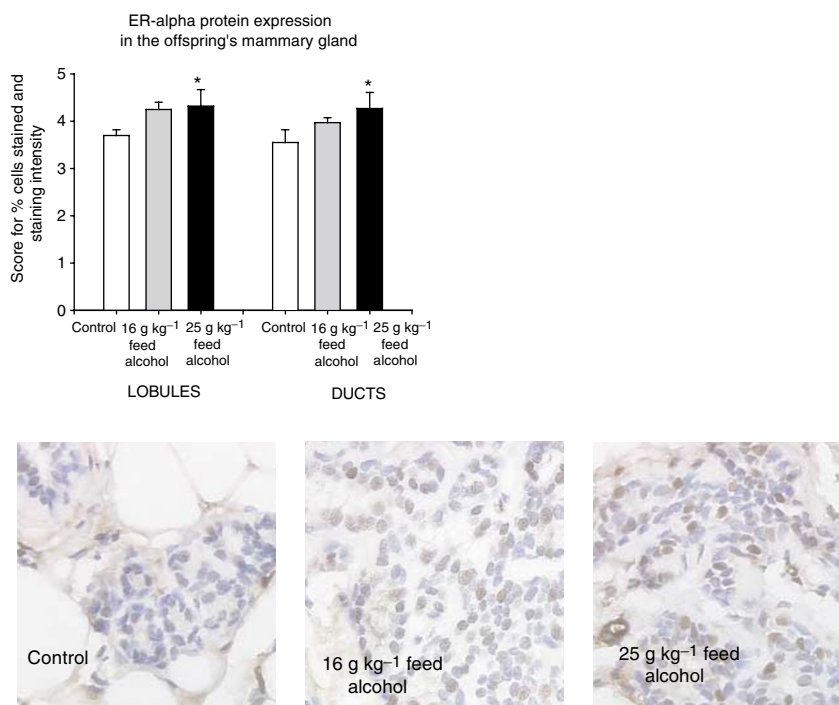 ER-alpha protein expression
in the offspring's mammary gland
Score for % cells stained and
staining intensity
5
4
3
2
1
0
*
*
Control 16 g kg⁻¹ 25 g kg⁻¹ Control 16 g kg⁻¹ 25 g kg⁻¹
feed feed feed feed
alcohol alcohol alcohol alcohol
LOBULES DUCTS
Control
16 g kg⁻¹ feed
alcohol
25 g kg⁻¹ feed
alcohol